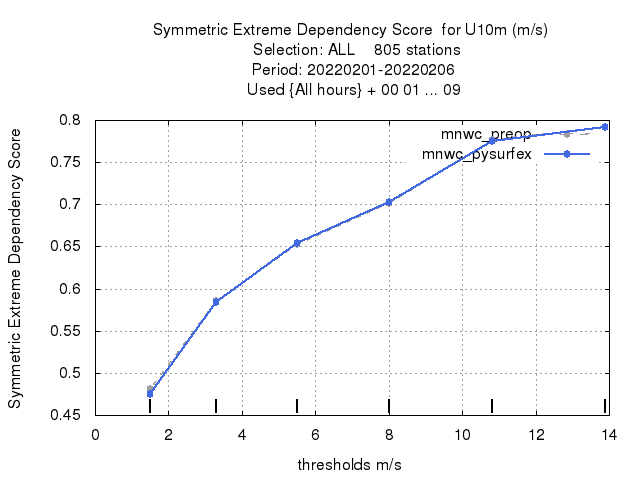 Symmetric Extreme Dependency Score  for U10m (m/s)
Selection: ALL    805 stations
Period: 20220201-20220206
Used {All hours} + 00 01 ... 09
Symmetric Extreme Dependency Score
0.8
0.75
0.7
0.65
0.6
0.55
0.5
0.45
mnwc_preop
mnwc_pysurfex
0 2 4 6 8 10 12 14
thresholds m/s